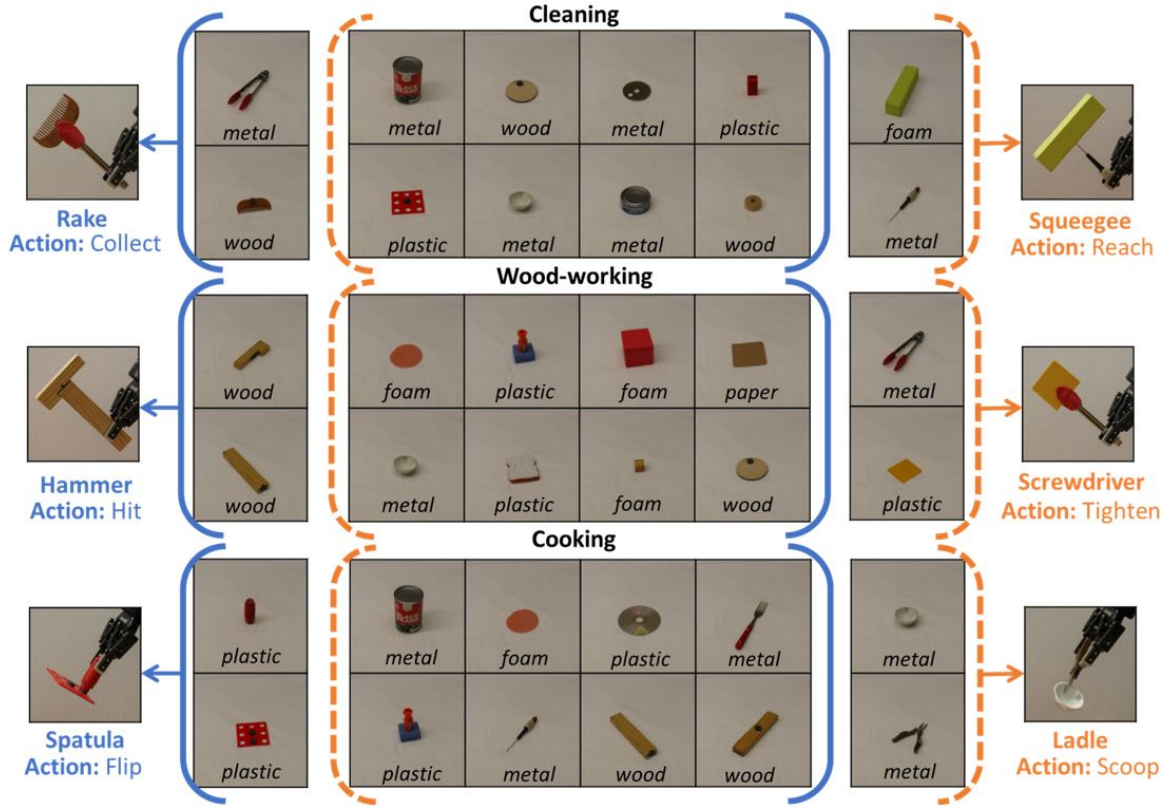 Cleaning
metal
metal
wood
metal
plastic
foam
wood
plastic
metal
metal
wood
metal
Rake
Action: Collect
Squeegee
Action: Reach
Wood-working
wood
foam
plastic
foam
paper
metal
wood
metal
plastic
foam
wood
plastic
Hammer
Action: Hit
Screwdriver
Action: Tighten
Cooking
plastic
metal
foam
plastic
metal
metal
plastic
plastic
metal
wood
wood
metal
Spatula
Action: Flip
Ladle
Action: Scoop